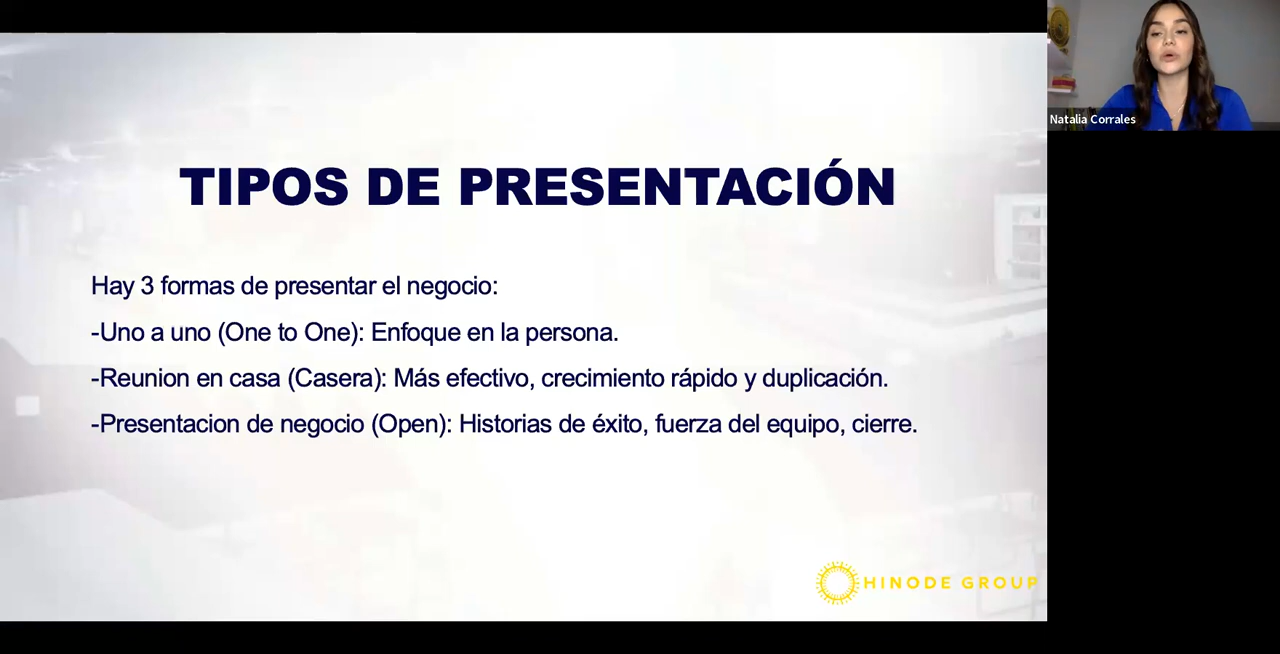 TIPOS DE PRESENTACIÓN
Hay 3 formas de presentar el negocio:
-Uno a uno (One to One): Enfoque en la persona.
-Reunion en casa (Casera): Más efectivo, crecimiento rápido y duplicación.
-Presentacion de negocio (Open): Historias de éxito, fuerza del equipo, cierre.
HINODE GROUP
Natalia Corrales